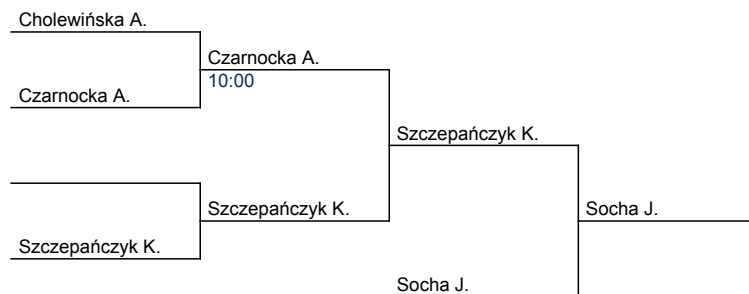 Cholewińska A.
Czarnocka A.
10:00
Czarnocka A.
Szczepańczyk K.
Szczepańczyk K.
Socha J.
Szczepańczyk K.
Socha J.